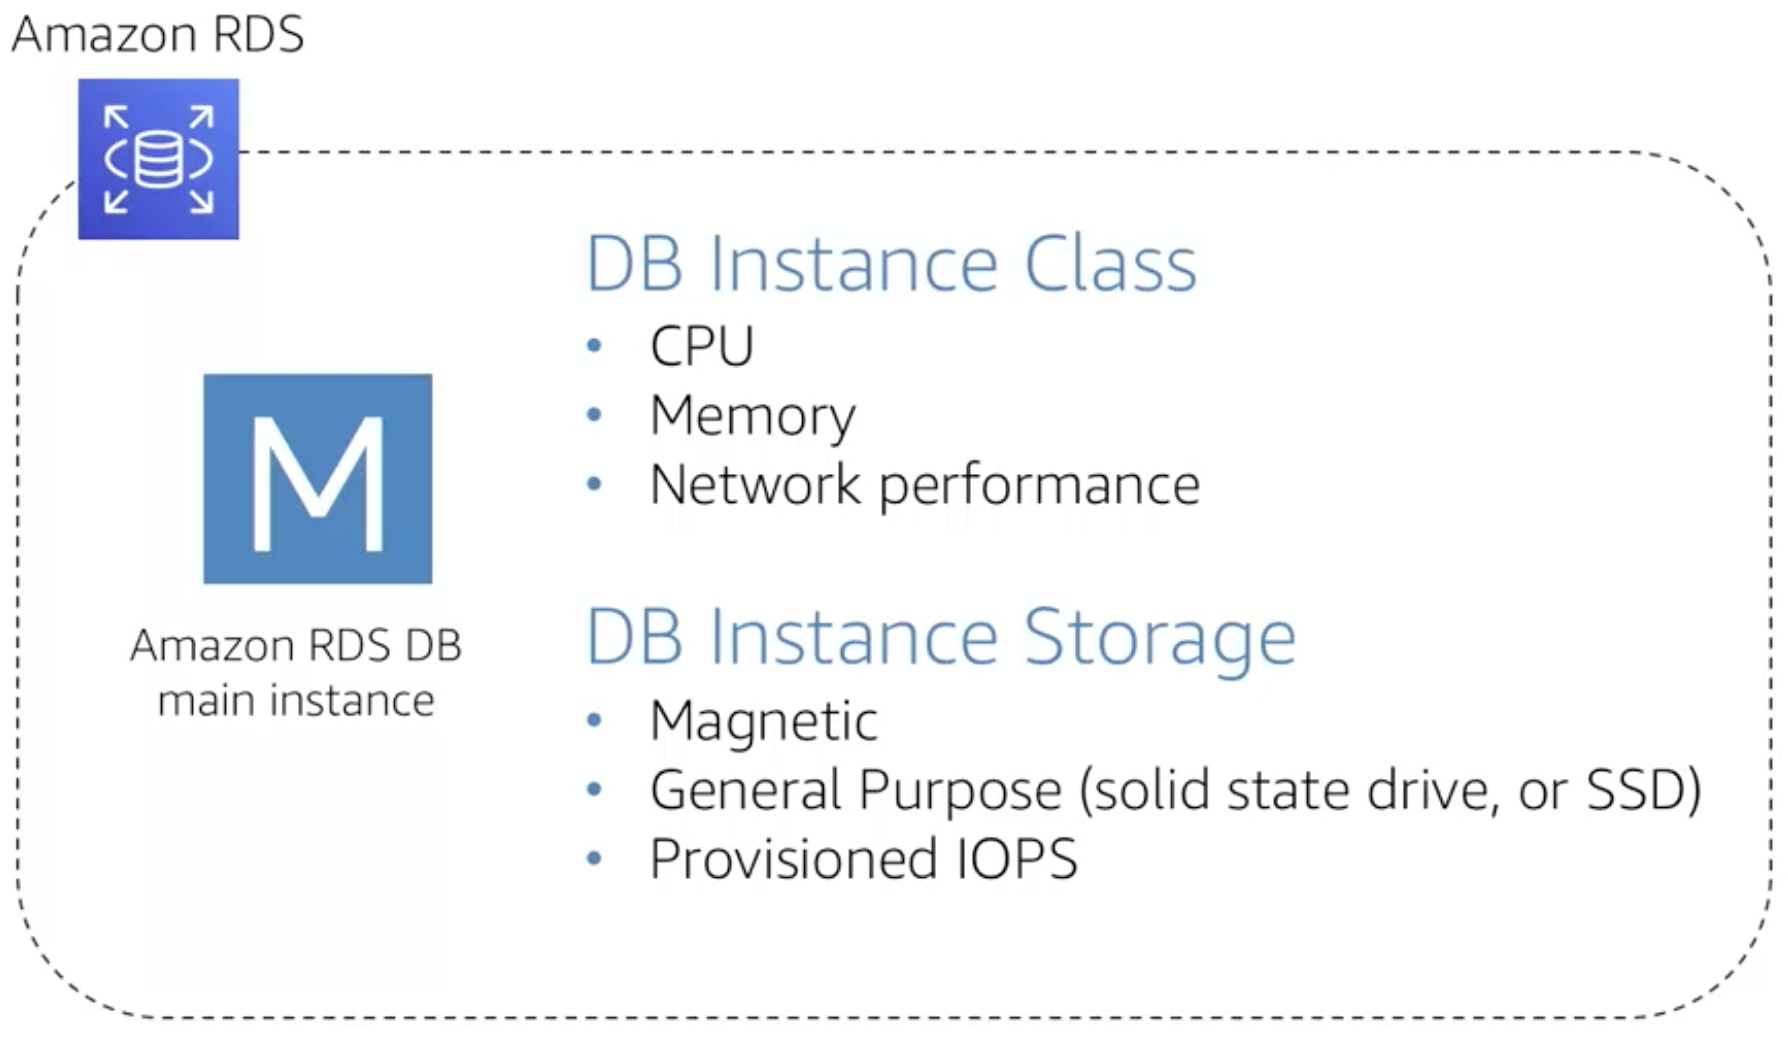 Amazon RDS
M
Amazon RDS DB
main instance
DB Instance Class
• CPU
• Memory
• Network performance
DB Instance Storage
• Magnetic
• General Purpose (solid state drive, or SSD)
• Provisioned IOPS